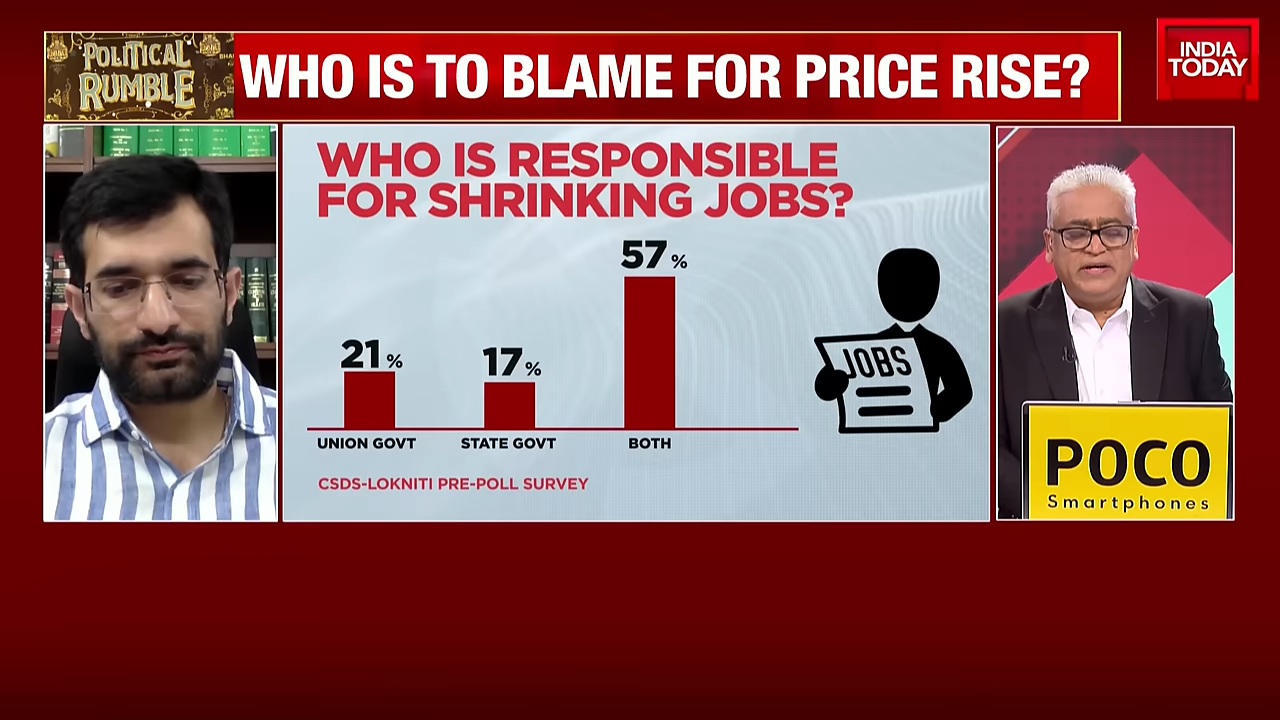 POLITICAL
RUMBLE
WHO IS TO BLAME FOR PRICE RISE?
INDIA
TODAY
WHO IS RESPONSIBLE
FOR SHRINKING JOBS?
57 %
21 %
17 %
JOBS
UNION GOVT
STATE GOVT
BOTH
CSDS-LOKNITI PRE-POLL SURVEY
POCO
Smartphones